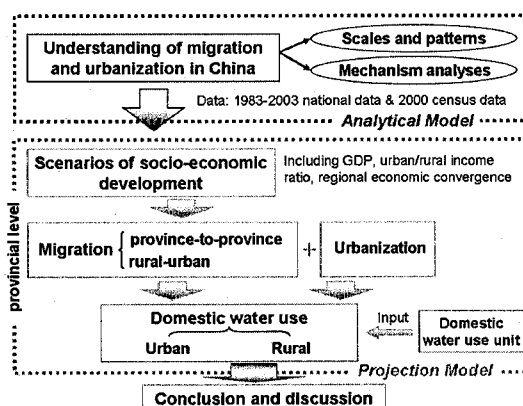 Understanding of migration
and urbanization in China
Scales and patterns
Mechanism analyses
Data: 1983-2003 national data & 2000 census data
Analytical Model
provincial level
Scenarios of socio-economic
development
Including GDP, urban/rural income
ratio, regional economic convergence
Migration { province-to-province
rural-urban
+
Urbanization
Domestic water use
Urban Rural
Input
Domestic
water use unit
Projection Model
Conclusion and discussion